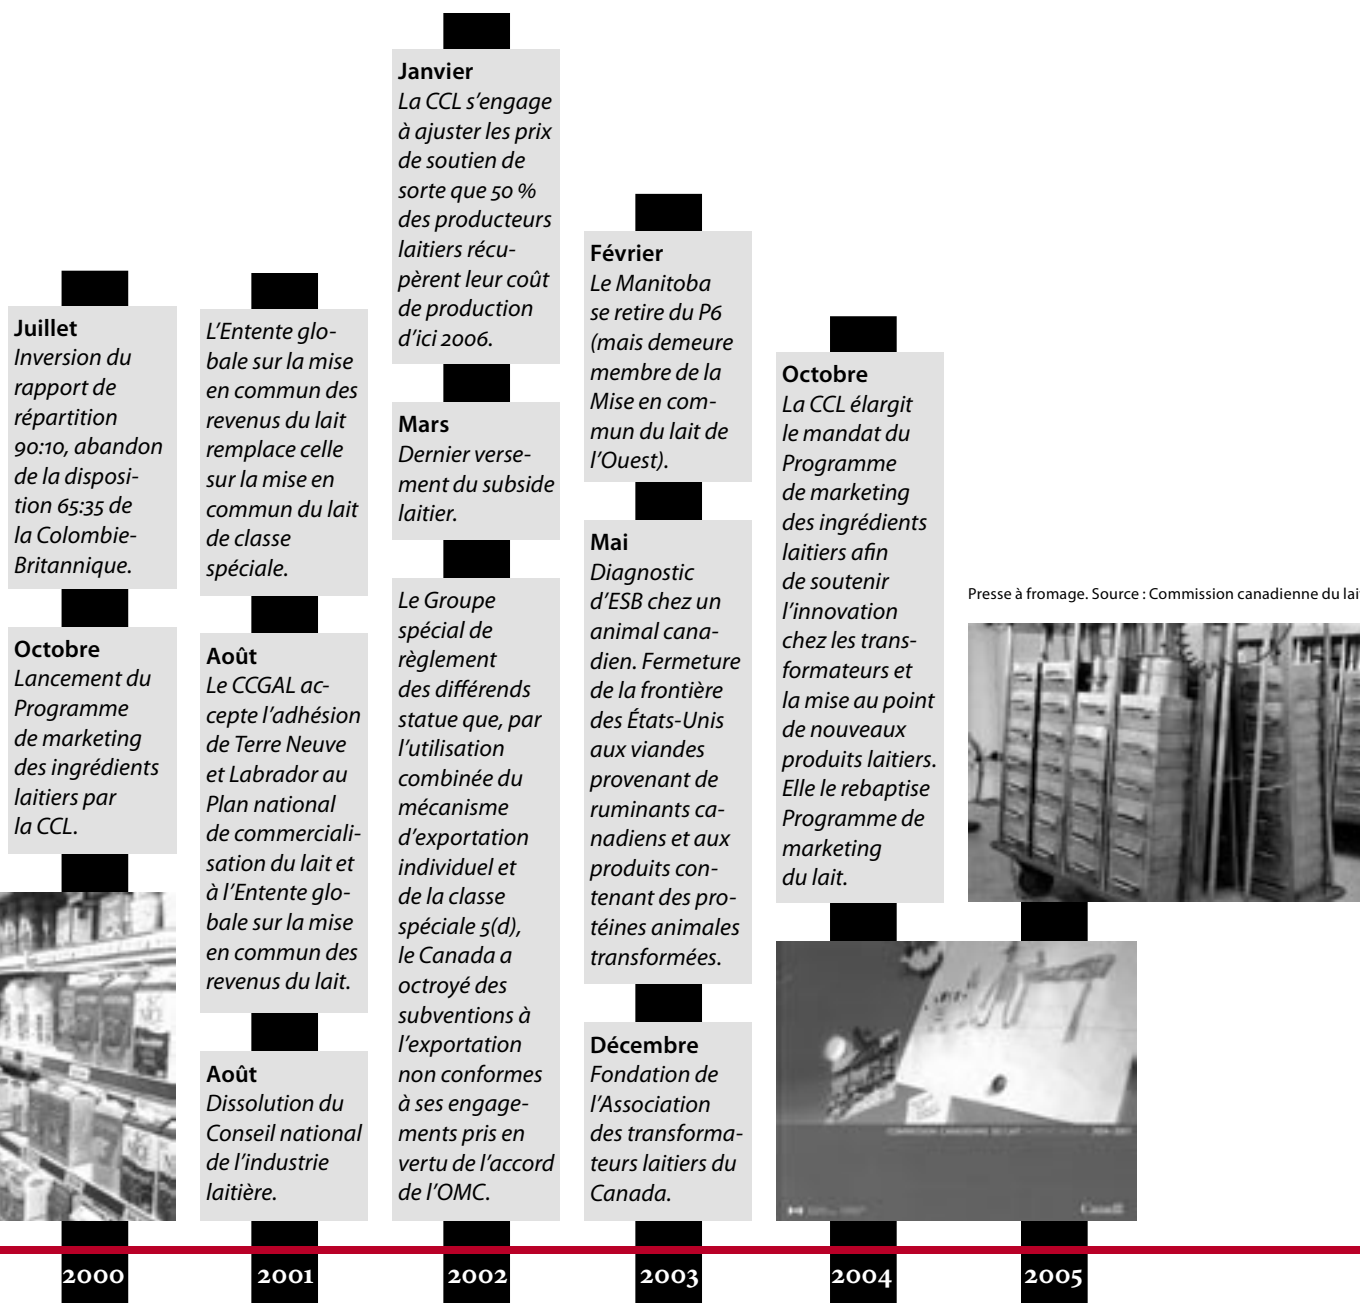 Juillet
Inversion du
rapport de
répartition
90:10, abandon
de la disposi-
tion 65:35 de
la Colombie-
Britannique.
Octobre
Lancement du
Programme
de marketing
des ingrédients
laitiers par
la CCL.
2000
L’Entente glo-
bale sur la mise
en commun des
revenus du lait
remplace celle
sur la mise en
commun du lait
de classe
spéciale.
Août
Le CCGAL ac-
cepte l’adhésion
de Terre Neuve
et Labrador au
Plan national
de commerciali-
sation du lait et
à l’Entente glo-
bale sur la mise
en commun des
revenus du lait.
Août
Dissolution du
Conseil national
de l’industrie
laitière.
2001
Janvier
La CCL s’engage
à ajuster les prix
de soutien de
sorte que 50 %
des producteurs
laitiers récu-
pèrent leur coût
de production
d’ici 2006.
Mars
Dernier verse-
ment du subside
laitier.
Le Groupe
spécial de
règlement
des différends
statue que, par
l’utilisation
combinée du
mécanisme
d’exportation
individuel et
de la classe
spéciale 5(d),
le Canada a
octroyé des
subventions à
l’exportation
non conformes
à ses engage-
ments pris en
vertu de l’accord
de l’OMC.
2002
Février
Le Manitoba
se retire du P6
(mais demeure
membre de la
Mise en com-
mun du lait de
l’Ouest).
Mai
Diagnostic
d’ESB chez un
animal cana-
dien. Fermeture
de la frontière
des États-Unis
aux viandes
provenant de
ruminants ca-
nadiens et aux
produits con-
tenant des pro-
téines animales
transformées.
Décembre
Fondation de
l’Association
des transforma-
teurs laitiers du
Canada.
2003
Octobre
La CCL élargit
le mandat du
Programme
de marketing
des ingrédients
laitiers afin
de soutenir
l’innovation
chez les trans-
formateurs et
la mise au point
de nouveaux
produits laitiers.
Elle le rebaptise
Programme de
marketing
du lait.
COMMISSION CANADIENNE DU LAIT
Canada
2004
Presse à fromage. Source : Commission canadienne du lai
2005